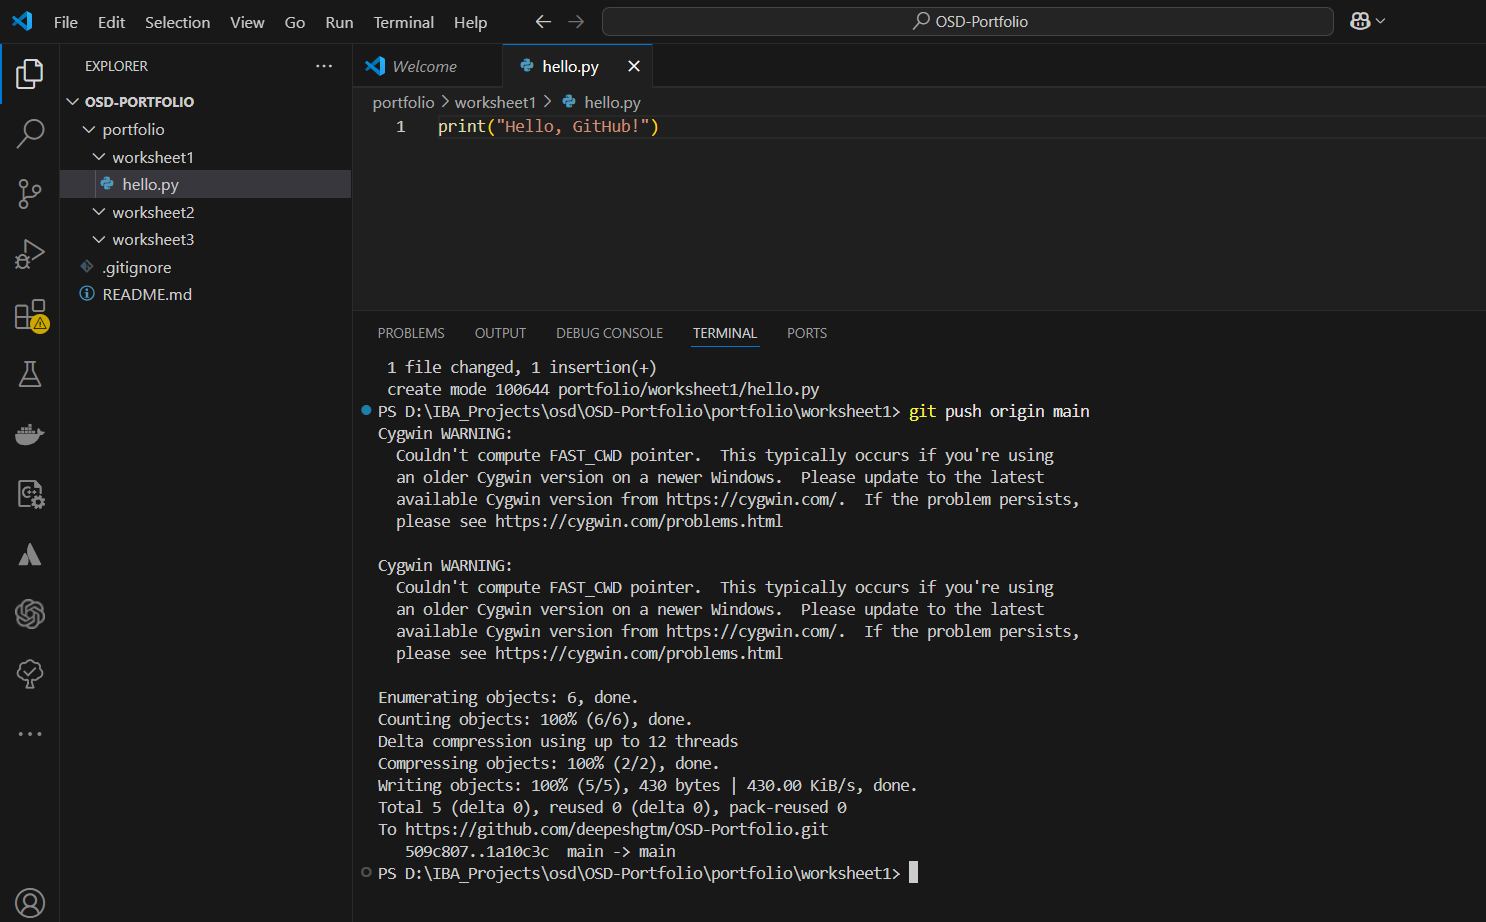 File Edit Selection View Go Run Terminal Help
OSD-Portfolio
EXPLORER
OSD-PORTFOLIO
portfolio
worksheet1
hello.py
worksheet2
worksheet3
.gitignore
README.md
Welcome
hello.py
portfolio > worksheet1 > hello.py
1 print("Hello, GitHub!")
PROBLEMS OUTPUT DEBUG CONSOLE TERMINAL PORTS
1 file changed, 1 insertion(+)
create mode 100644 portfolio/worksheet1/hello.py
PS D:\IBA_Projects\osd\OSD-Portfolio\portfolio\worksheet1> git push origin main
Cygwin WARNING:
Couldn't compute FAST_CWD pointer.  This typically occurs if you're using
an older Cygwin version on a newer Windows.  Please update to the latest
available Cygwin version from https://cygwin.com/.  If the problem persists,
please see https://cygwin.com/problems.html
Cygwin WARNING:
Couldn't compute FAST_CWD pointer.  This typically occurs if you're using
an older Cygwin version on a newer Windows.  Please update to the latest
available Cygwin version from https://cygwin.com/.  If the problem persists,
please see https://cygwin.com/problems.html
Enumerating objects: 6, done.
Counting objects: 100% (6/6), done.
Delta compression using up to 12 threads
Compressing objects: 100% (2/2), done.
Writing objects: 100% (5/5), 430 bytes | 430.00 KiB/s, done.
Total 5 (delta 0), reused 0 (delta 0), pack-reused 0
To https://github.com/deepeshgtm/OSD-Portfolio.git
509c807..1a10c3c  main -> main
PS D:\IBA_Projects\osd\OSD-Portfolio\portfolio\worksheet1>